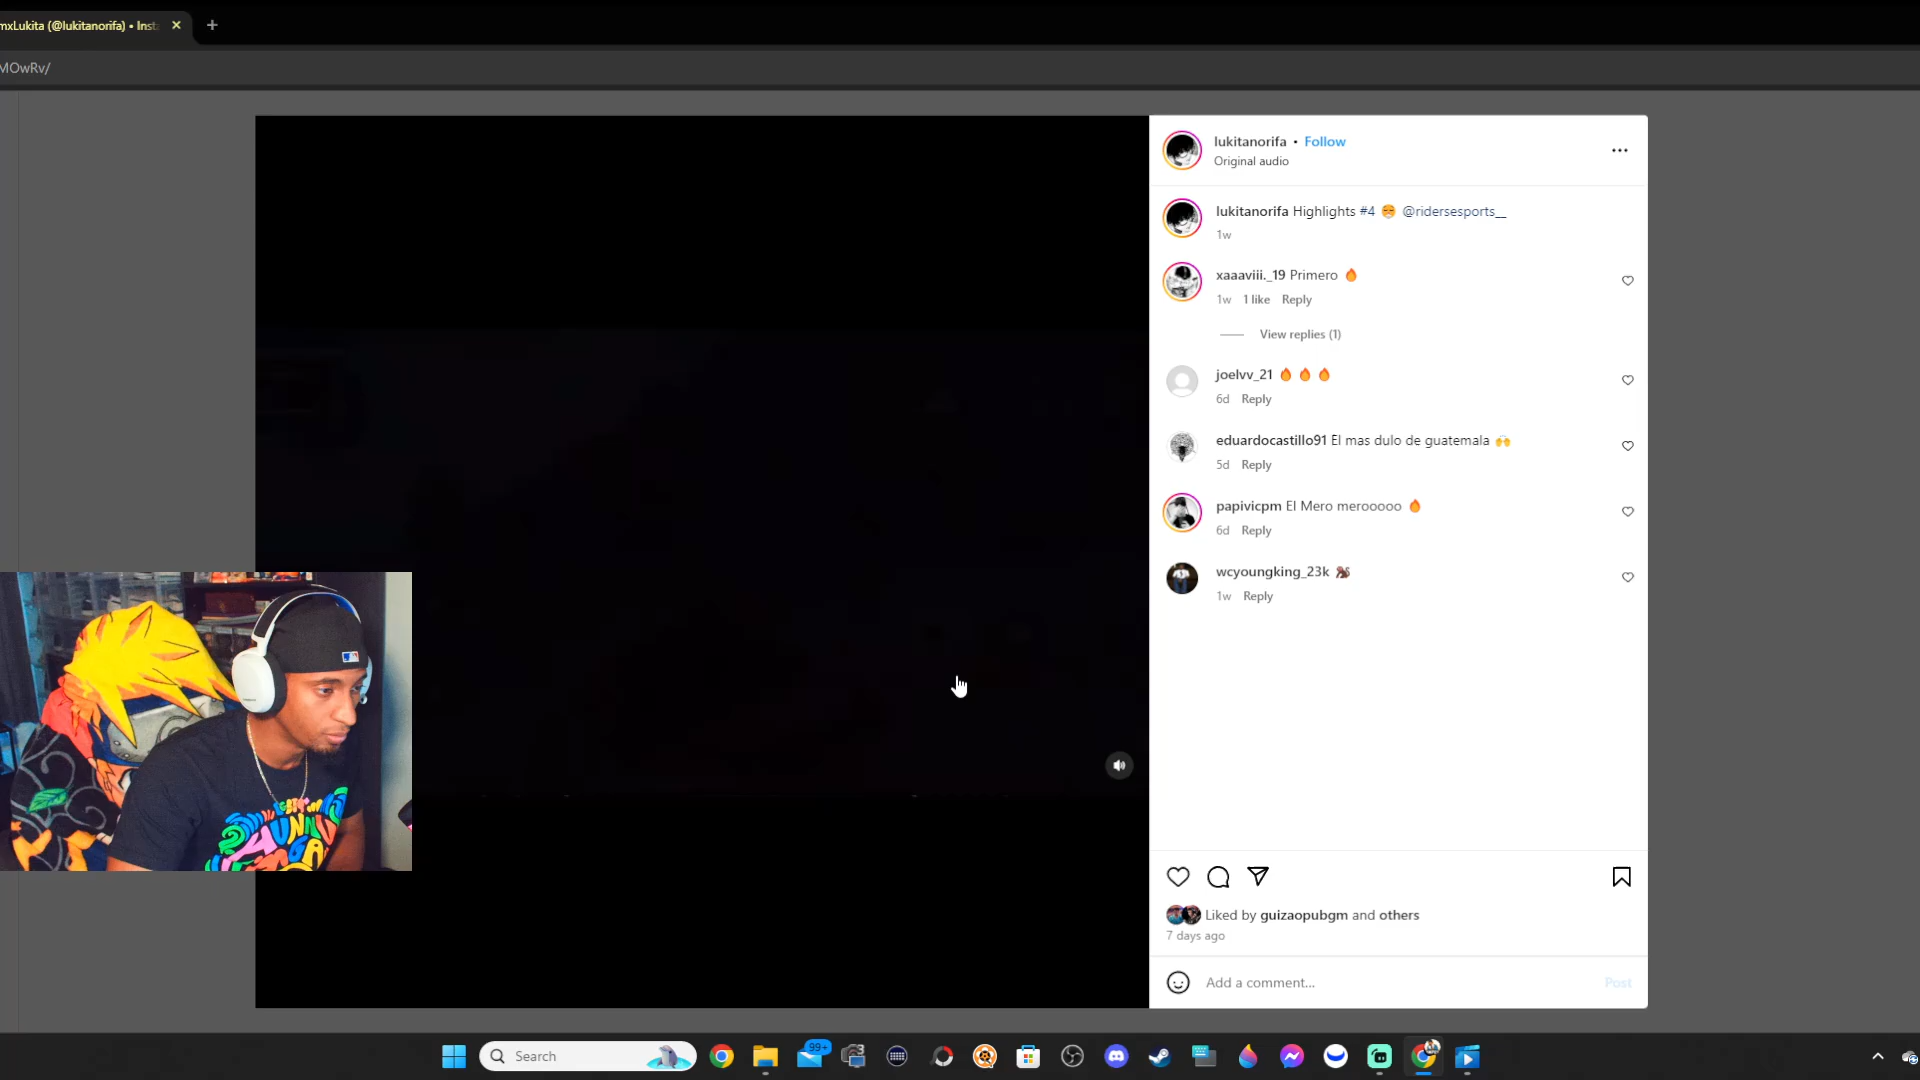 mxLukita (@lukitanorifa) • Insta
MOwRv/
lukitanorifa • Follow
Original audio
lukitanorifa Highlights #4 😤 @ridersesports__
1w
xaaaviii._19 Primero 🔥
1w 1 like Reply
View replies (1)
joelvv_21 🔥🔥🔥
6d Reply
eduardocastillo91 El mas dulo de guatemala 🙌
5d Reply
papivicpm El Mero merooooo 🔥
6d Reply
wcyoungking_23k 🐒
1w Reply
Liked by guizaopubgm and others
7 days ago
Add a comment...
Post
Search
99+